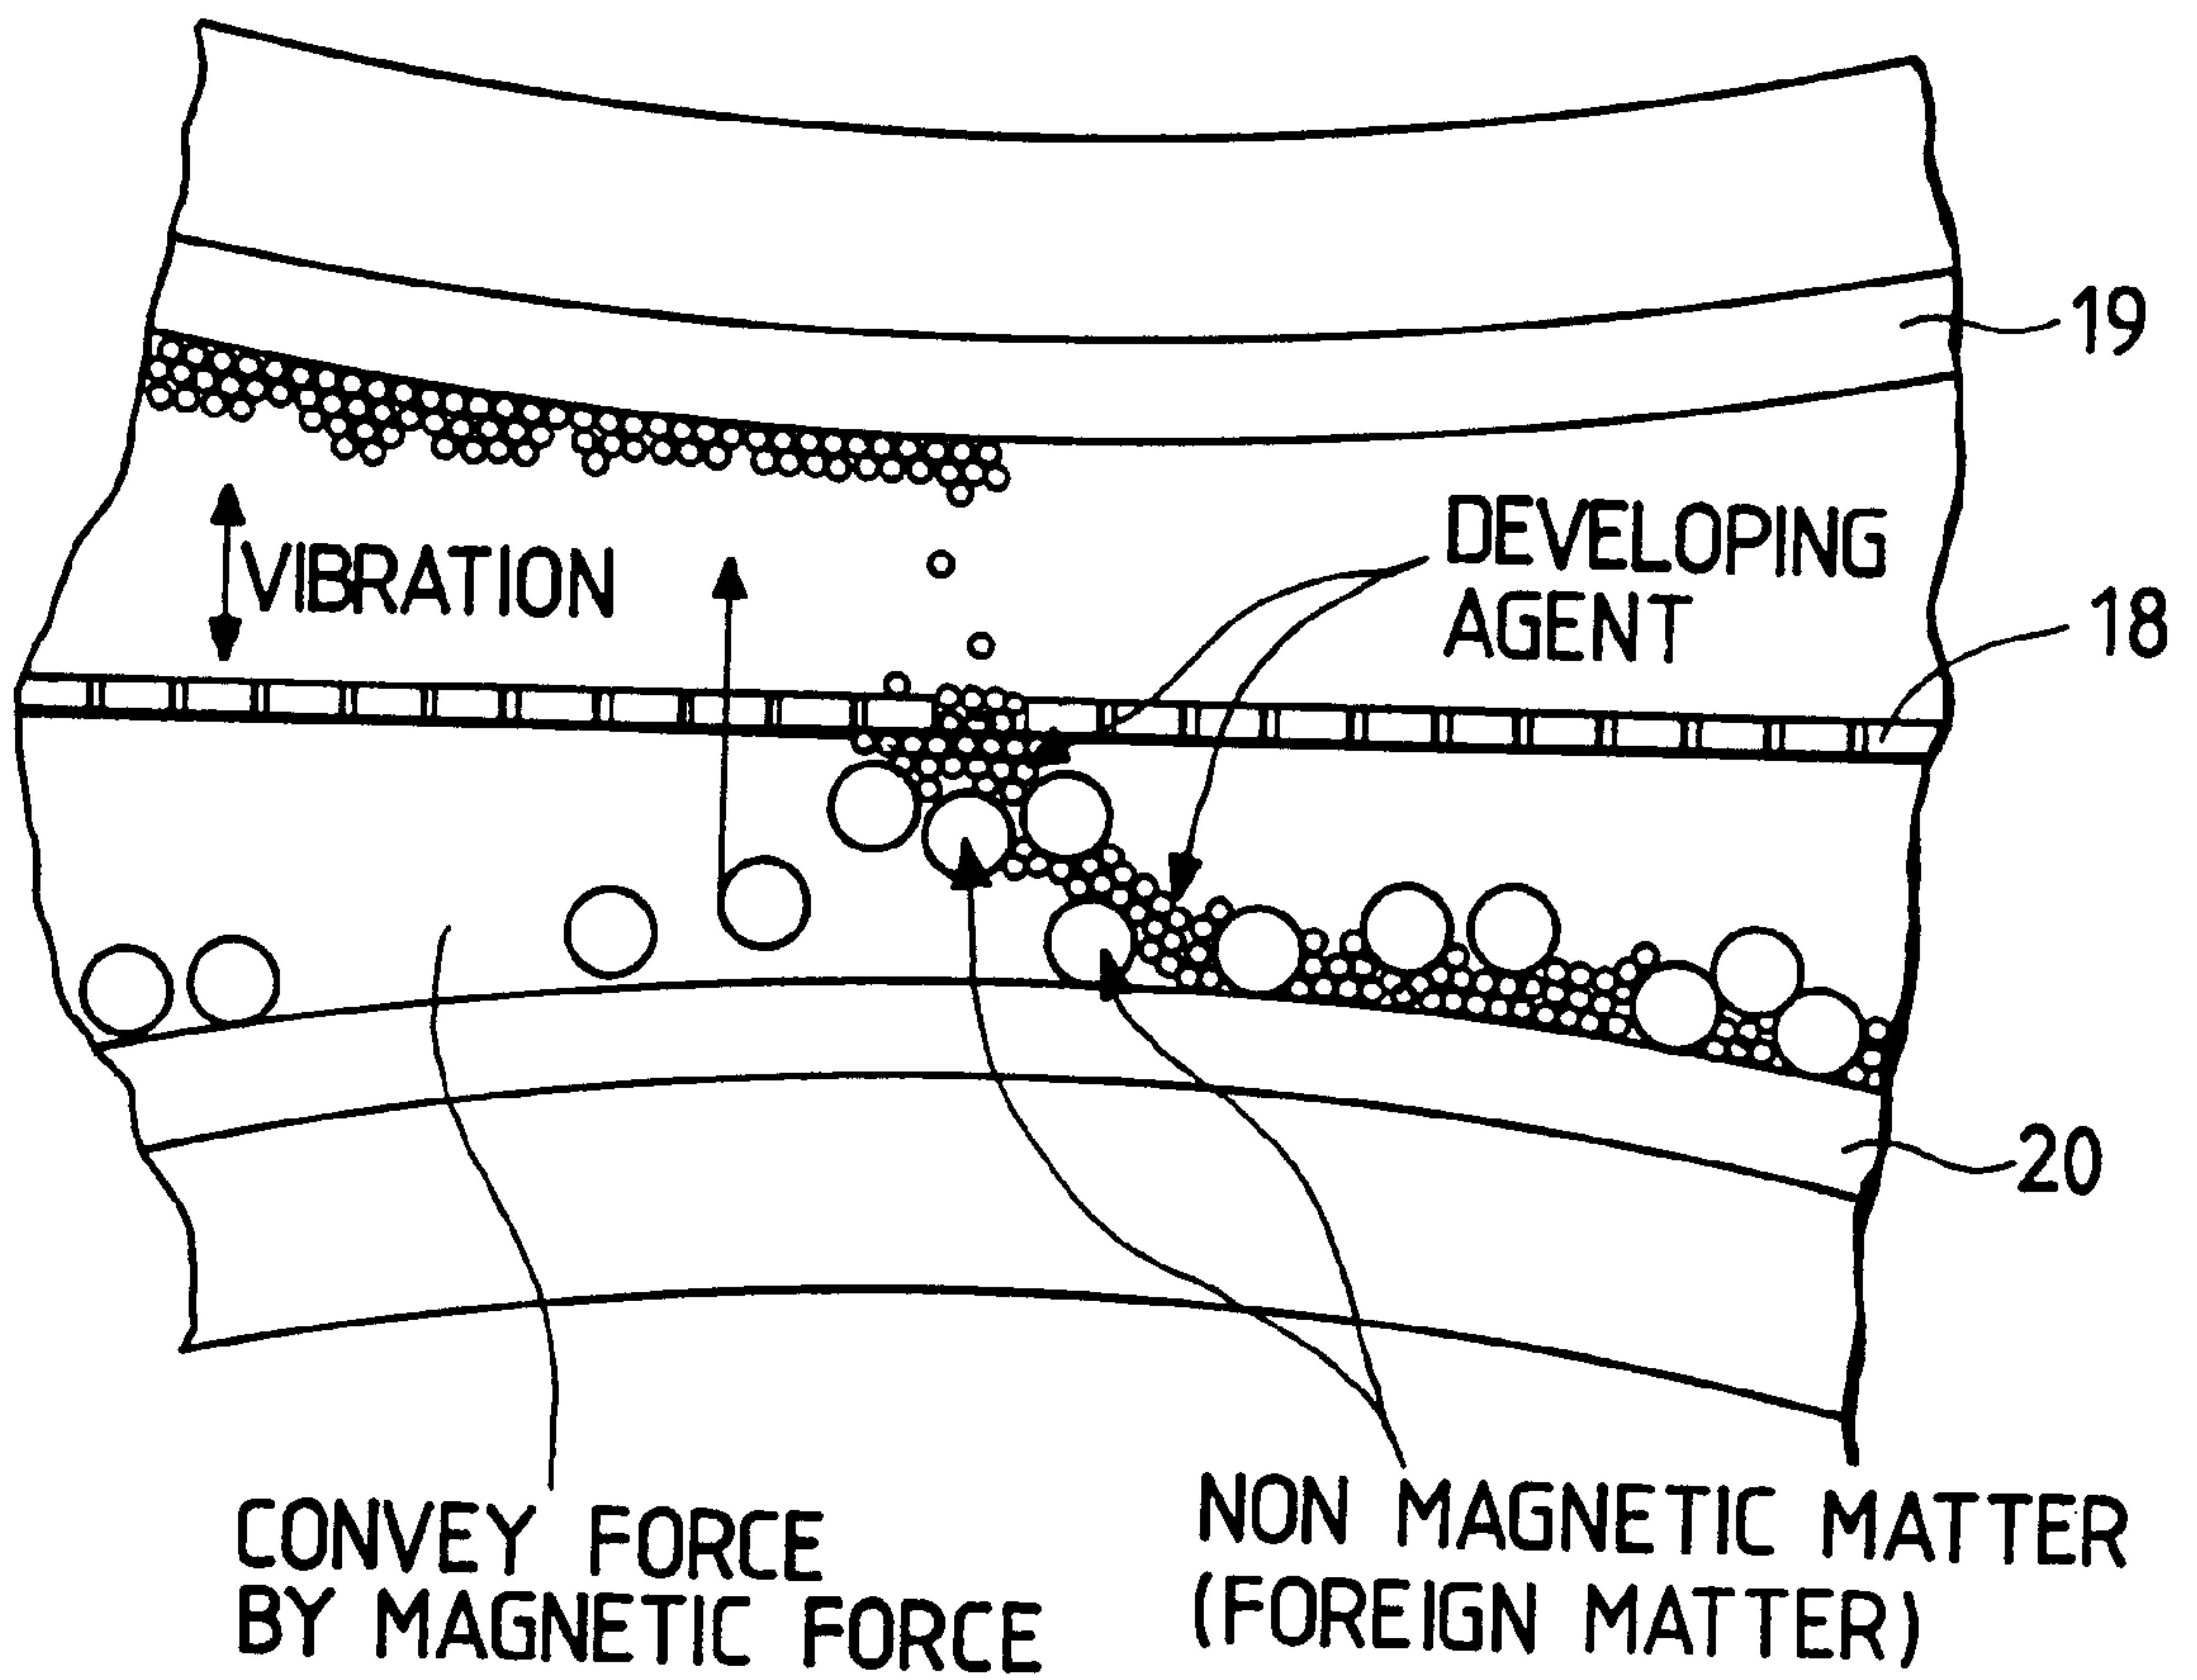 19
VIBRATION
DEVELOPING
AGENT
18
20
CONVEY FORCE
BY MAGNETIC FORCE
NON MAGNETIC MATTER
(FOREIGN MATTER)